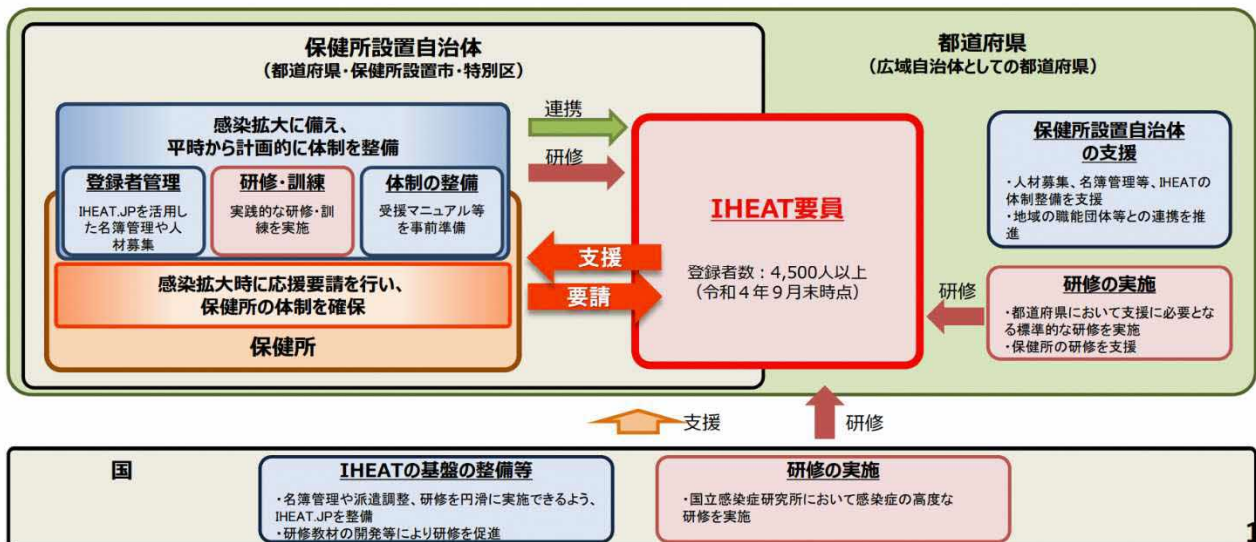 保健所設置自治体
（都道府県・保健所設置市・特別区）
都道府県
（広域自治体としての都道府県）
感染拡大に備え、
平時から計画的に体制を整備
登録者管理
IHEAT.JPを活用し
た名簿管理や人
材募集
研修・訓練
実践的な研修・訓
練を実施
体制の整備
受援マニュアル等
を事前準備
感染拡大時に応援要請を行い、
保健所の体制を確保
保健所
連携
研修
支援
要請
IHEAT要員
登録者数：4,500人以上
（令和４年９月末時点）
保健所設置自治体
の支援
・人材募集、名簿管理等、IHEATの
体制整備を支援
・地域の職能団体等との連携を推
進
研修
研修の実施
・都道府県において支援に必要とな
る標準的な研修を実施
・保健所の研修を支援
支援
研修
国
IHEATの基盤の整備等
・名簿管理や派遣調整、研修を円滑に実施できるよう、
IHEAT.JPを整備
・研修教材の開発等により研修を促進
研修の実施
・国立感染症研究所において感染症の高度な
研修を実施
1